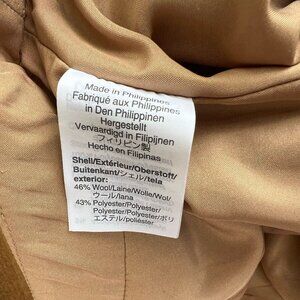 Made in Philippines
Fabriqué aux Philippines
in Den Philippinen
Hergestellt
Vervaardigd in Filipijnen
フィリピン製
Hecho en Filipinas
Shell/Extérieur/Oberstoff/
Buitenkant/シェル/tela
exterior:
46% Wool/Laine/Wolle/Wol/
ウール/lana
43% Polyester/Polyester/
Polyester/Polyester/ポリ
エステル/poliéster